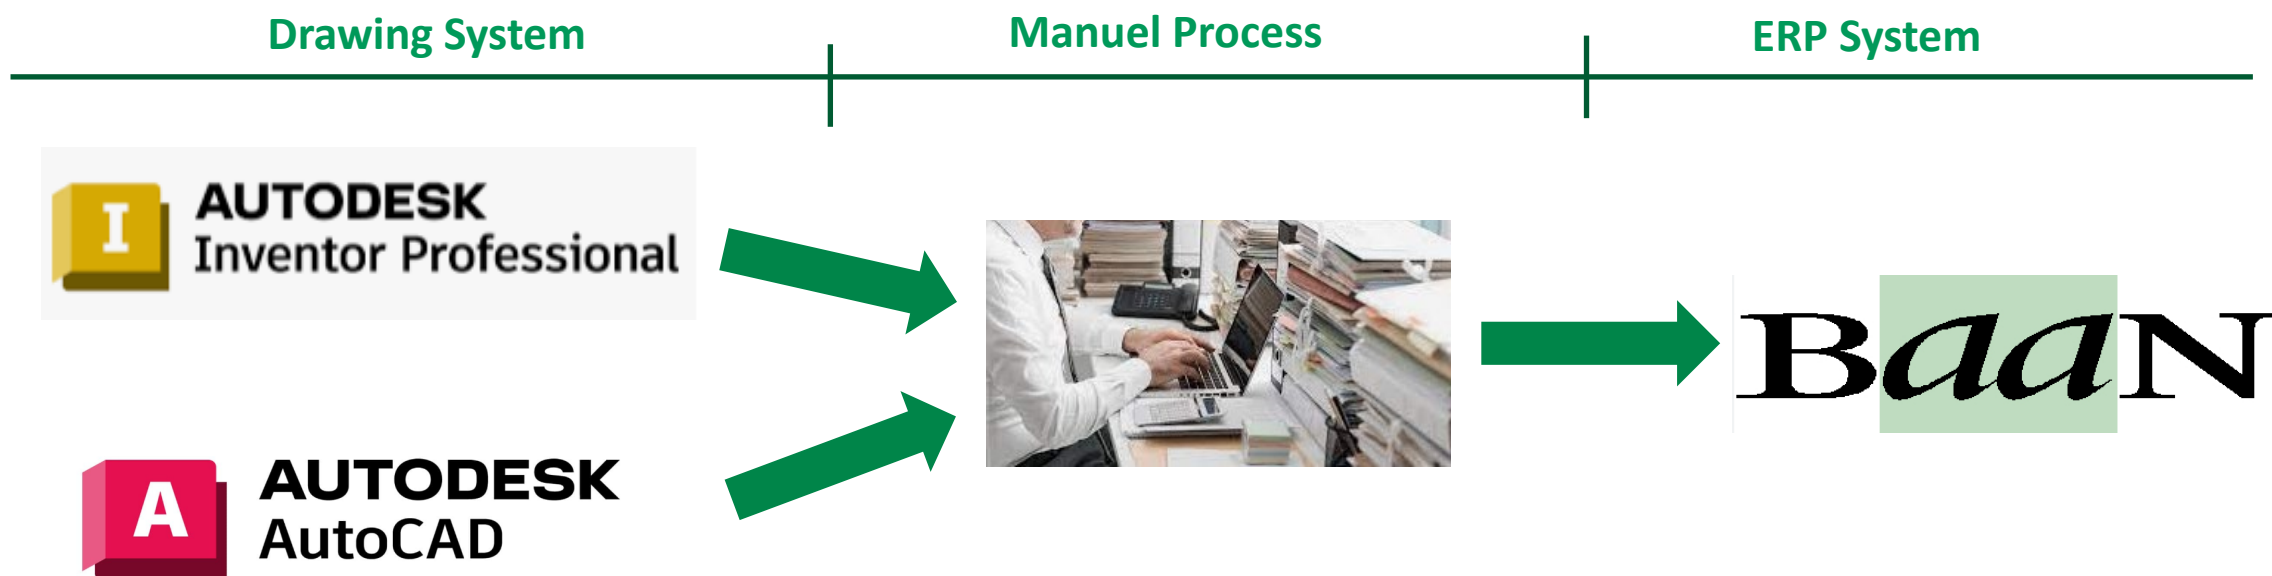 Drawing System
Manuel Process
ERP System
I
AUTODESK
Inventor Professional
BaaN
A
AUTODESK
AutoCAD